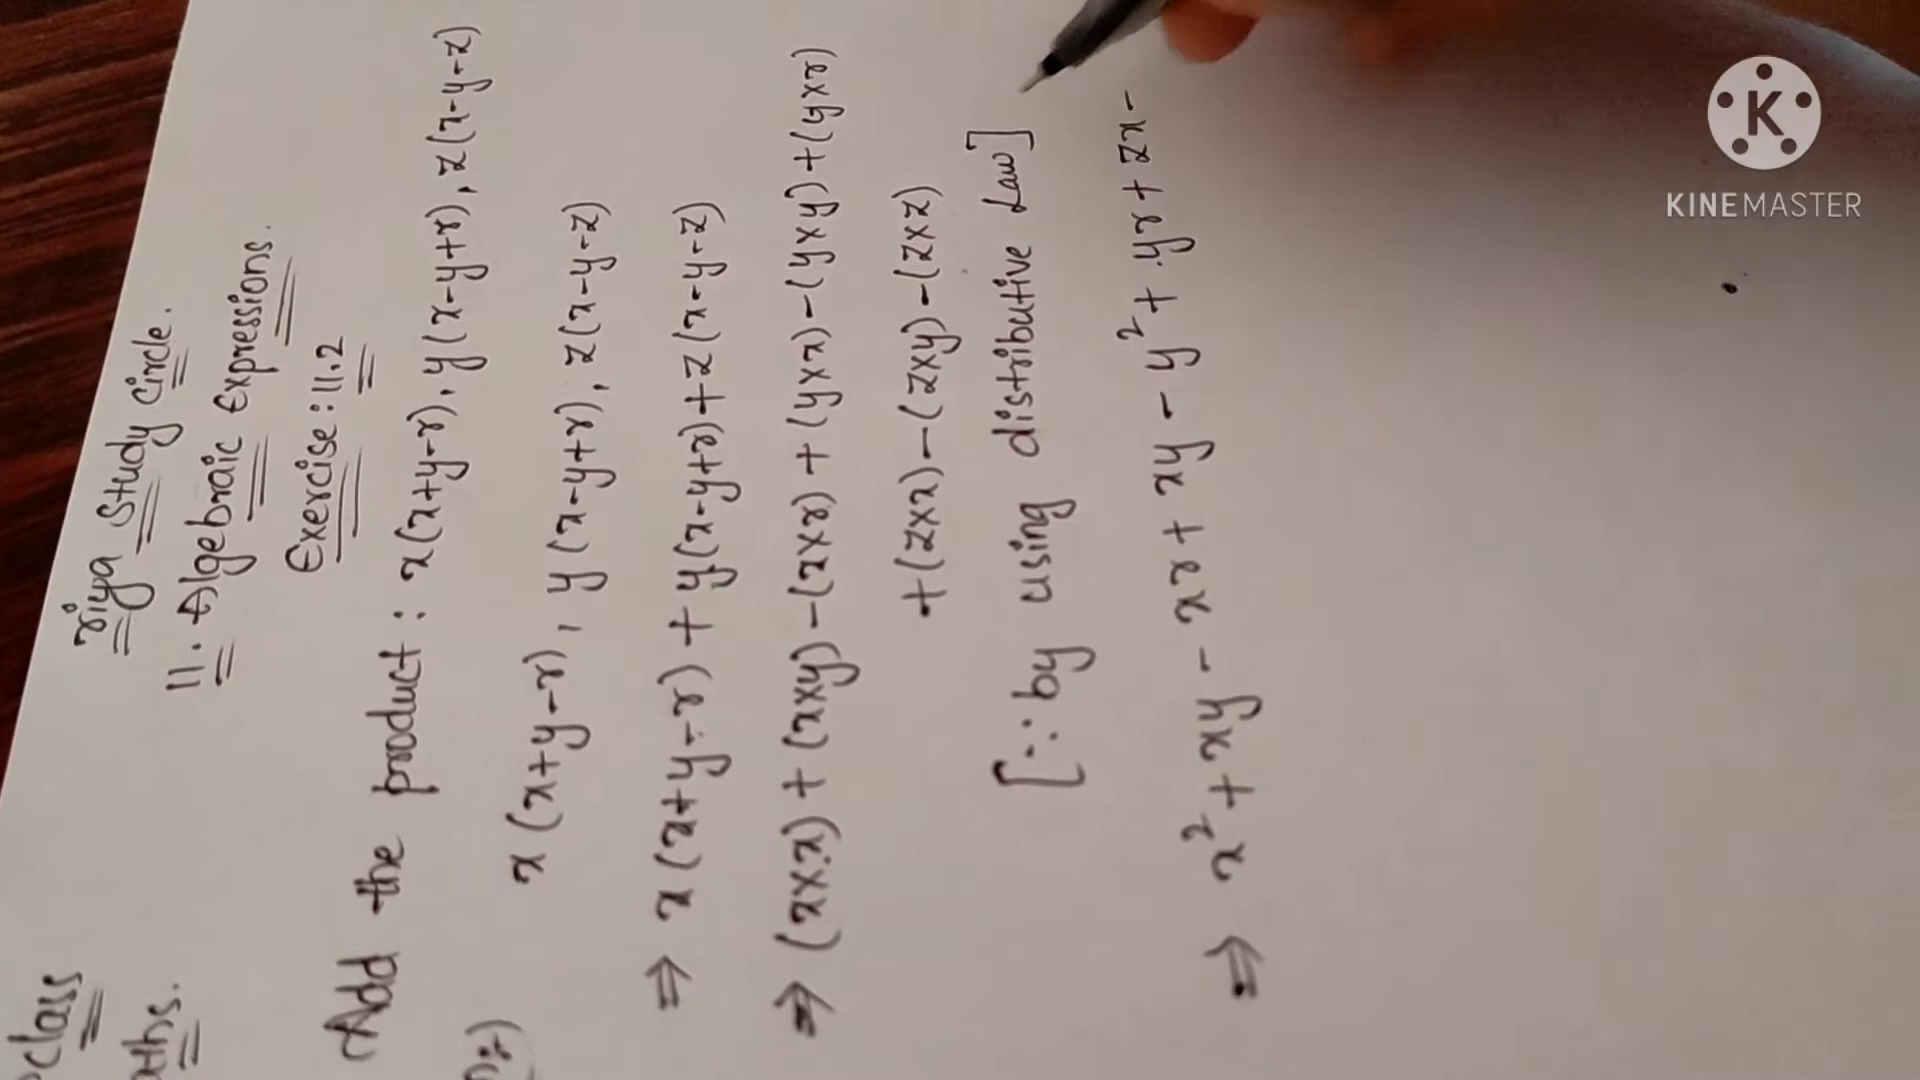 riya study circle.
class
11. Algebraic Expressions.
Exercise: 11.2
Add the product : x(x+y-r), y(x-y+r), z(x-y-z)
x(x+y-r), y(x-y+r), z(x-y-z)
⇒ x(x+y-r) + y(x-y+r) + z(x-y-z)
⇒ (x×x) + (x×y) - (x×r) + (y×x) - (y×y) + (y×r)
+ (z×x) - (z×y) - (z×z)
[∵ by using distributive Law]
⇒ x² + xy - xr + xy - y² + yr + zx -
KINEMASTER